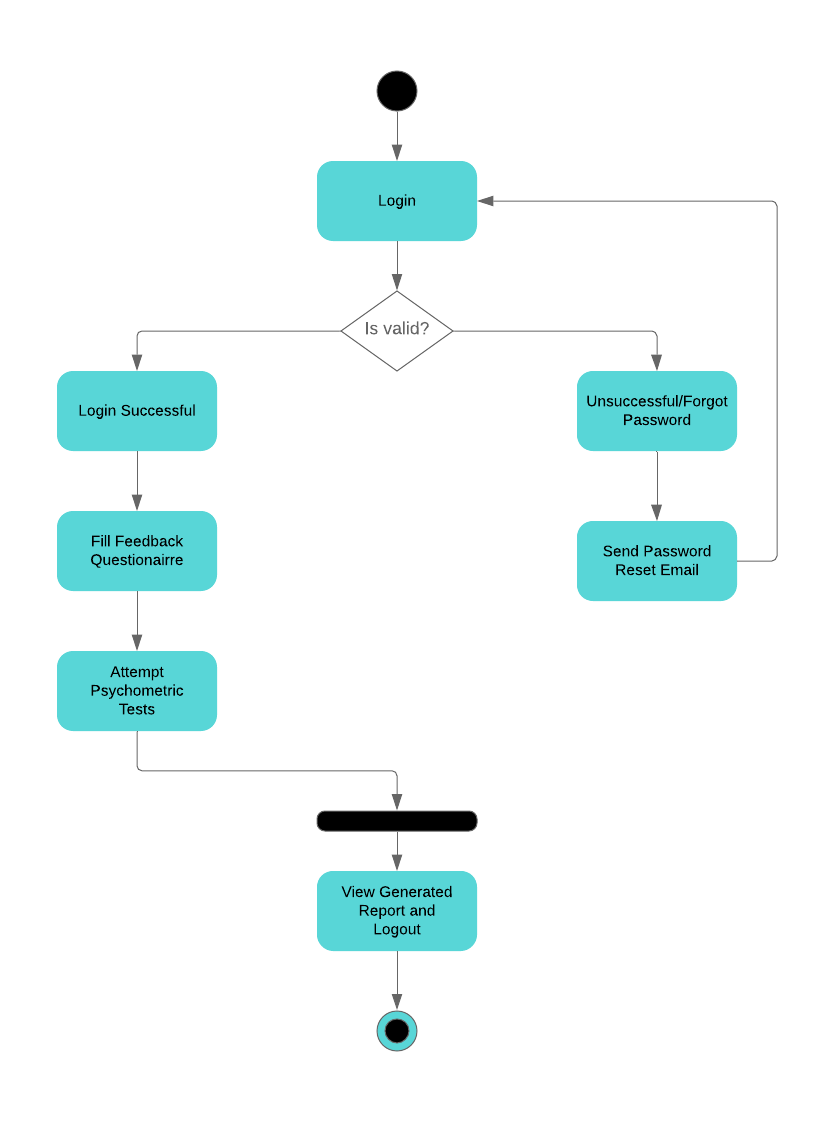 Login
Is valid?
Login Successful
Unsuccessful/Forgot
Password
Fill Feedback
Questionairre
Send Password
Reset Email
Attempt
Psychometric
Tests
View Generated
Report and
Logout